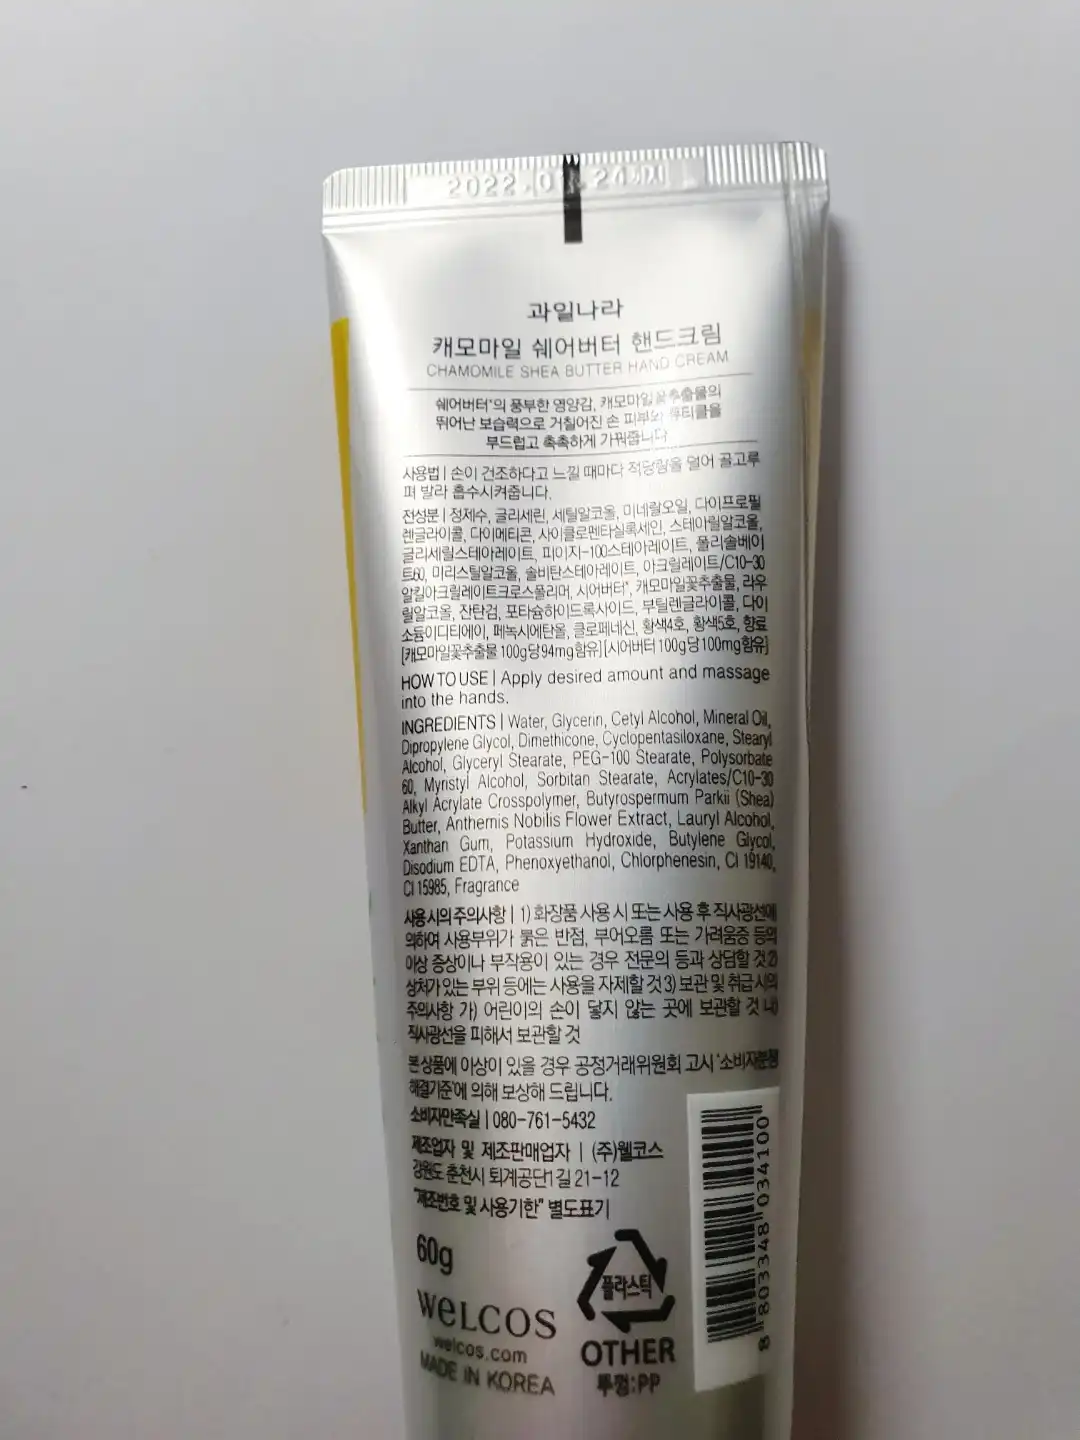 2022.0 .24까지
과일나라
캐모마일 쉐어버터 핸드크림
CHAMOMILE SHEA BUTTER HAND CREAM
쉐어버터*의 풍부한 영양감, 캐모마일꽃추출물의
뛰어난 보습력으로 거칠어진 손 피부와 큐티클을
부드럽고 촉촉하게 가꿔줍니다
사용법 | 손이 건조하다고 느낄 때마다 적당량을 덜어 골고루
펴 발라 흡수시켜줍니다.
전성분 | 정제수, 글리세린, 세틸알코올, 미네랄오일, 다이프로필
렌글라이콜, 다이메티콘, 사이클로펜타실록세인, 스테아릴알코올,
글리세릴스테아레이트, 피이지-100스테아레이트, 폴리솔베이
트60, 미리스틸알코올, 솔비탄스테아레이트, 아크릴레이트/C10-30
알킬아크릴레이트크로스폴리머, 시어버터*, 캐모마일꽃추출물, 라우
릴알코올, 잔탄검, 포타슘하이드록사이드, 부틸렌글라이콜, 다이
소듐이디티에이, 페녹시에탄올, 클로페네신, 황색4호, 황색5호, 향료
[캐모마일꽃추출물 100g당 94mg함유] [시어버터 100g당 100mg함유]
HOW TO USE | Apply desired amount and massage
into the hands.
INGREDIENTS | Water, Glycerin, Cetyl Alcohol, Mineral Oil,
Dipropylene Glycol, Dimethicone, Cyclopentasiloxane, Stearyl
Alcohol, Glyceryl Stearate, PEG-100 Stearate, Polysorbate
60, Myristyl Alcohol, Sorbitan Stearate, Acrylates/C10-30
Alkyl Acrylate Crosspolymer, Butyrospermum Parkii (Shea)
Butter, Anthemis Nobilis Flower Extract, Lauryl Alcohol,
Xanthan Gum, Potassium Hydroxide, Butylene Glycol,
Disodium EDTA, Phenoxyethanol, Chlorphenesin, CI 19140,
CI 15985, Fragrance
사용 시의 주의사항 | 1) 화장품 사용 시 또는 사용 후 직사광선에
의하여 사용부위가 붉은 반점, 부어오름 또는 가려움증 등의
이상 증상이나 부작용이 있는 경우 전문의 등과 상담할 것 2)
상처가 있는 부위 등에는 사용을 자제할 것 3) 보관 및 취급 시의
주의사항 가) 어린이의 손이 닿지 않는 곳에 보관할 것 나)
직사광선을 피해서 보관할 것
본 상품에 이상이 있을 경우 공정거래위원회 고시 '소비자분쟁
해결기준'에 의해 보상해 드립니다.
소비자만족실 | 080-761-5432
제조업자 및 제조판매업자 | (주)웰코스
강원도 춘천시 퇴계공단1길 21-12
"제조번호 및 사용기한" 별도표기
60g
WELCOS
welcos.com
MADE IN KOREA
플라스틱
OTHER
뚜껑:PP
8 803348 034100